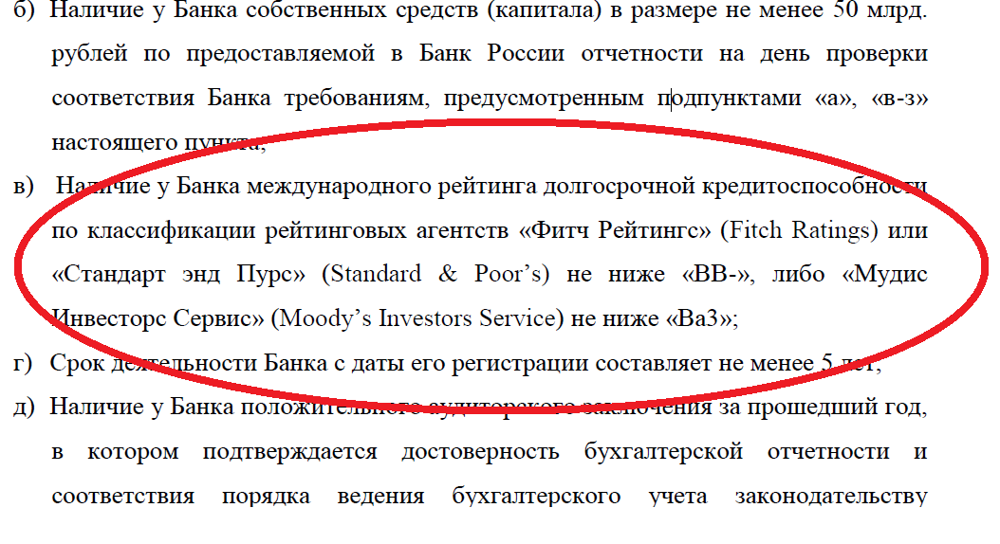 б) Наличие у Банка собственных средств (капитала) в размере не менее 50 млрд.
рублей по предоставляемой в Банк России отчетности на день проверки
соответствия Банка требованиям, предусмотренным подпунктами «а», «в-з»
настоящего пункта;
в) Наличие у Банка международного рейтинга долгосрочной кредитоспособности
по классификации рейтинговых агентств «Фитч Рейтингс» (Fitch Ratings) или
«Стандарт энд Пурс» (Standard & Poor’s) не ниже «BB-», либо «Мудис
Инвесторс Сервис» (Moody’s Investors Service) не ниже «Ba3»;
г) Срок деятельности Банка с даты его регистрации составляет не менее 5 лет;
д) Наличие у Банка положительного аудиторского заключения за прошедший год,
в котором подтверждается достоверность бухгалтерской отчетности и
соответствия порядка ведения бухгалтерского учета законодательству